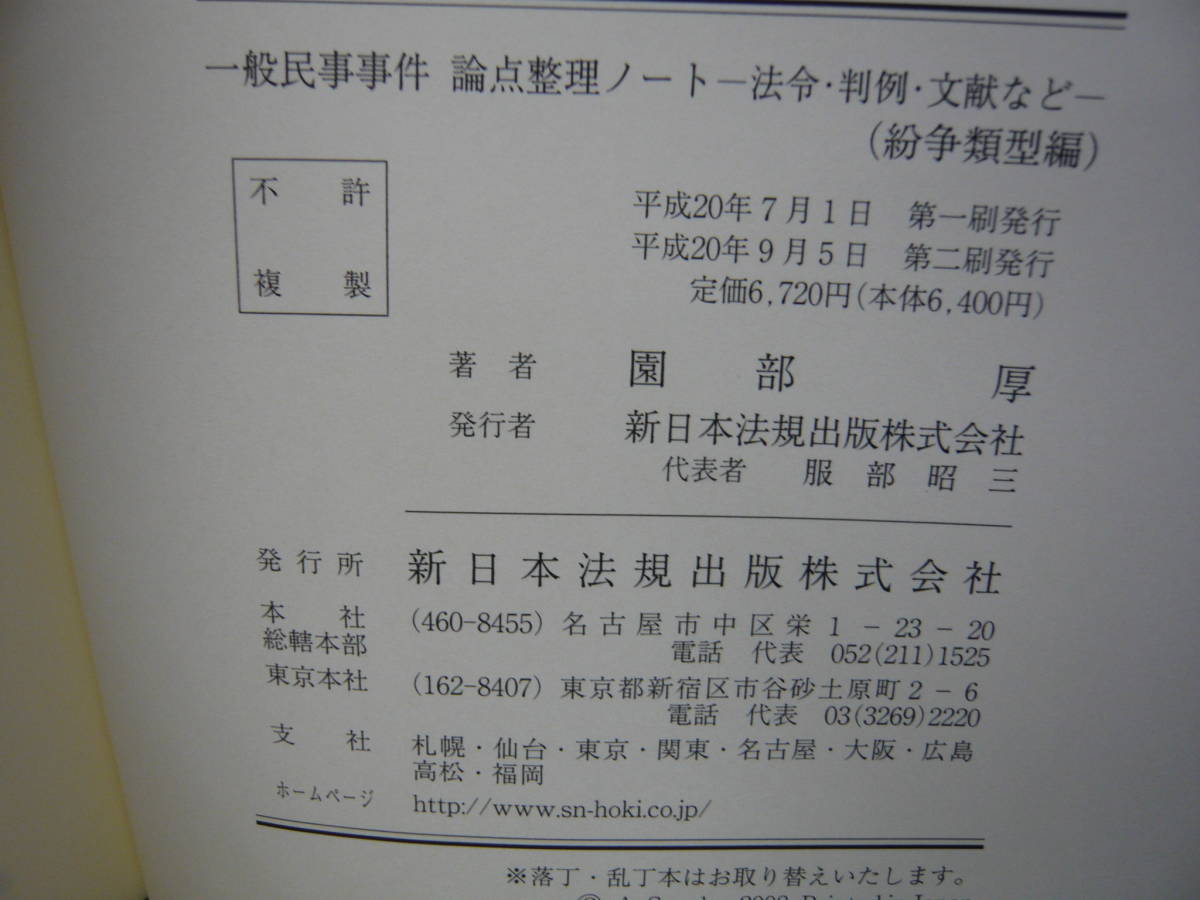 一般民事事件 論点整理ノート－法令・判例・文献など－
(紛争類型編)
不 許
複 製
平成20年7月1日 第一刷発行
平成20年9月5日 第二刷発行
定価6,720円(本体6,400円)
著者 園部 厚
発行者 新日本法規出版株式会社
代表者 服部昭三
発行所 新日本法規出版株式会社
本社 (460-8455) 名古屋市中区栄1－23－20
総轄本部 電話 代表 052(211)1525
東京本社 (162-8407) 東京都新宿区市谷砂土原町2－6
電話 代表 03(3269)2220
支社 札幌・仙台・東京・関東・名古屋・大阪・広島
高松・福岡
ホームページ http://www.sn-hoki.co.jp/
※落丁・乱丁本はお取り替えいたします。